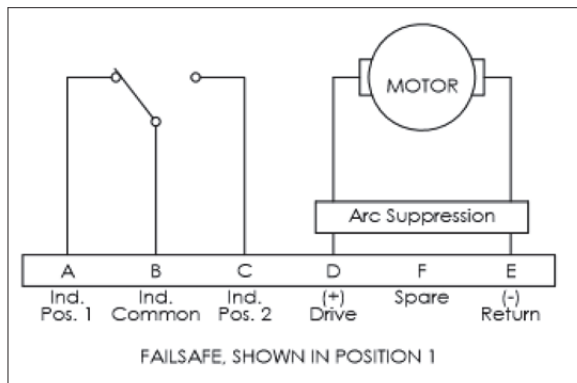 MOTOR
Arc Suppression
A B C D F E
Ind. Ind. Ind. (+) Spare (-)
Pos. 1 Common Pos. 2 Drive Return
FAILSAFE, SHOWN IN POSITION 1